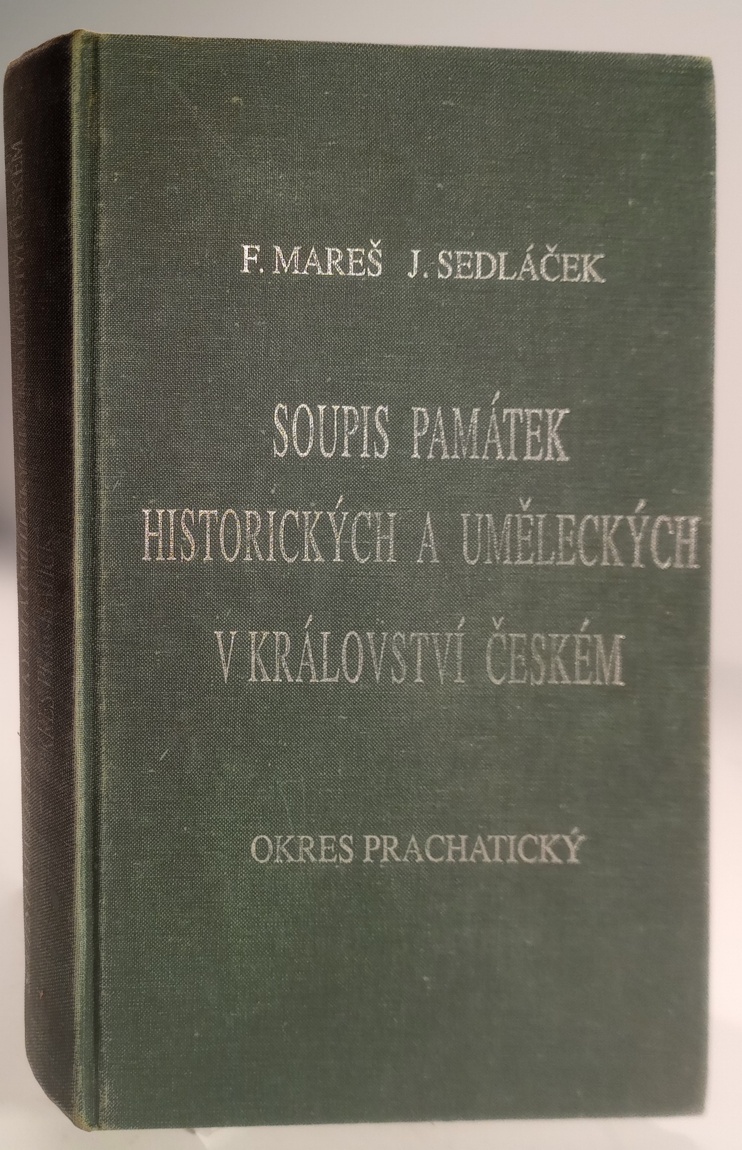 F. MAREŠ J. SEDLÁČEK
SOUPIS PAMÁTEK
HISTORICKÝCH A UMĚLECKÝCH
V KRÁLOVSTVÍ ČESKÉM
OKRES PRACHATICKÝ